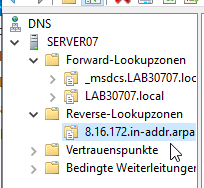 DNS
SERVER07
Forward-Lookupzonen
_msdcs.LAB30707.loc
LAB30707.local
Reverse-Lookupzonen
8.16.172.in-addr.arpa
Vertrauenspunkte
Bedingte Weiterleitungen